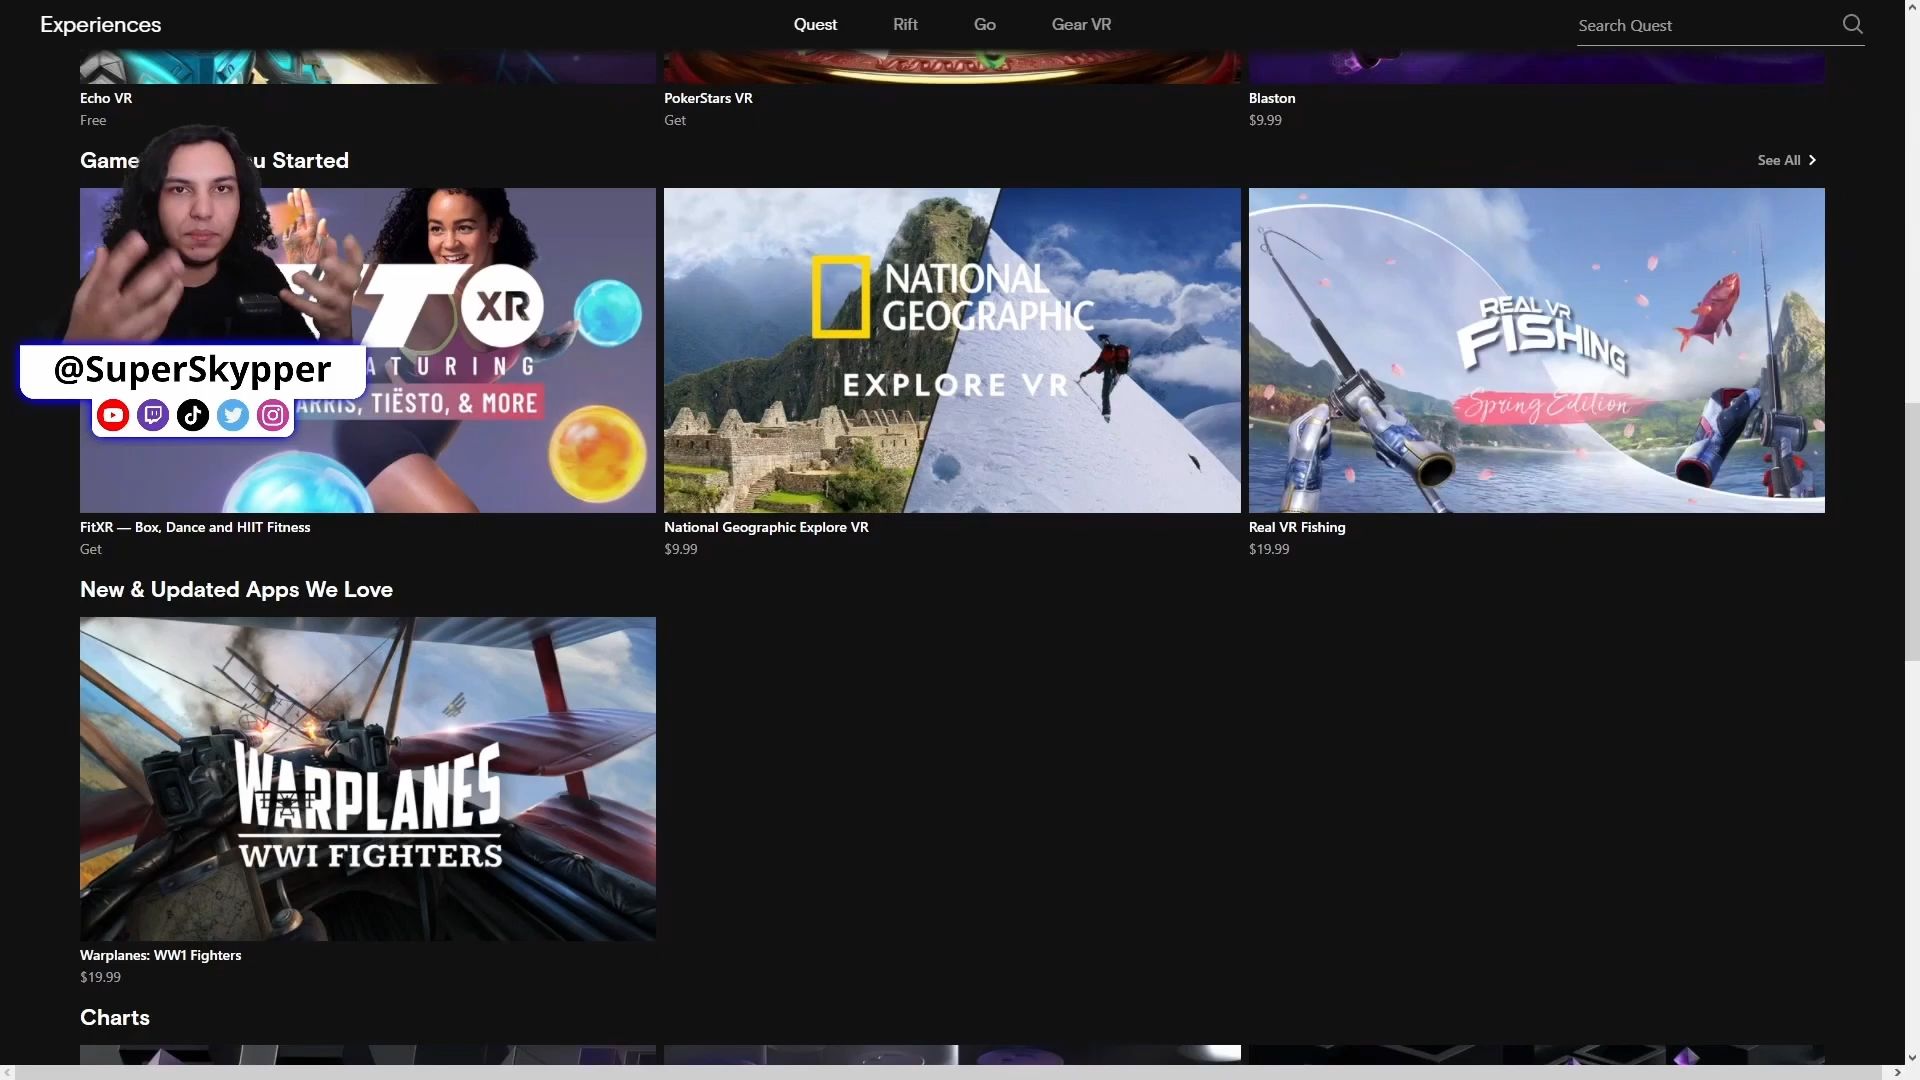 Experiences
Quest
Rift
Go
Gear VR
Search Quest
Echo VR
Free
PokerStars VR
Get
Blaston
$9.99
Game
u Started
See All
XR
ATURING
ARRIS, TIËSTO, & MORE
@SuperSkypper
NATIONAL
GEOGRAPHIC
EXPLORE VR
REAL VR
FISHING
Spring Edition
FitXR — Box, Dance and HIIT Fitness
Get
National Geographic Explore VR
$9.99
Real VR Fishing
$19.99
New & Updated Apps We Love
WARPLANES
WWI FIGHTERS
Warplanes: WW1 Fighters
$19.99
Charts